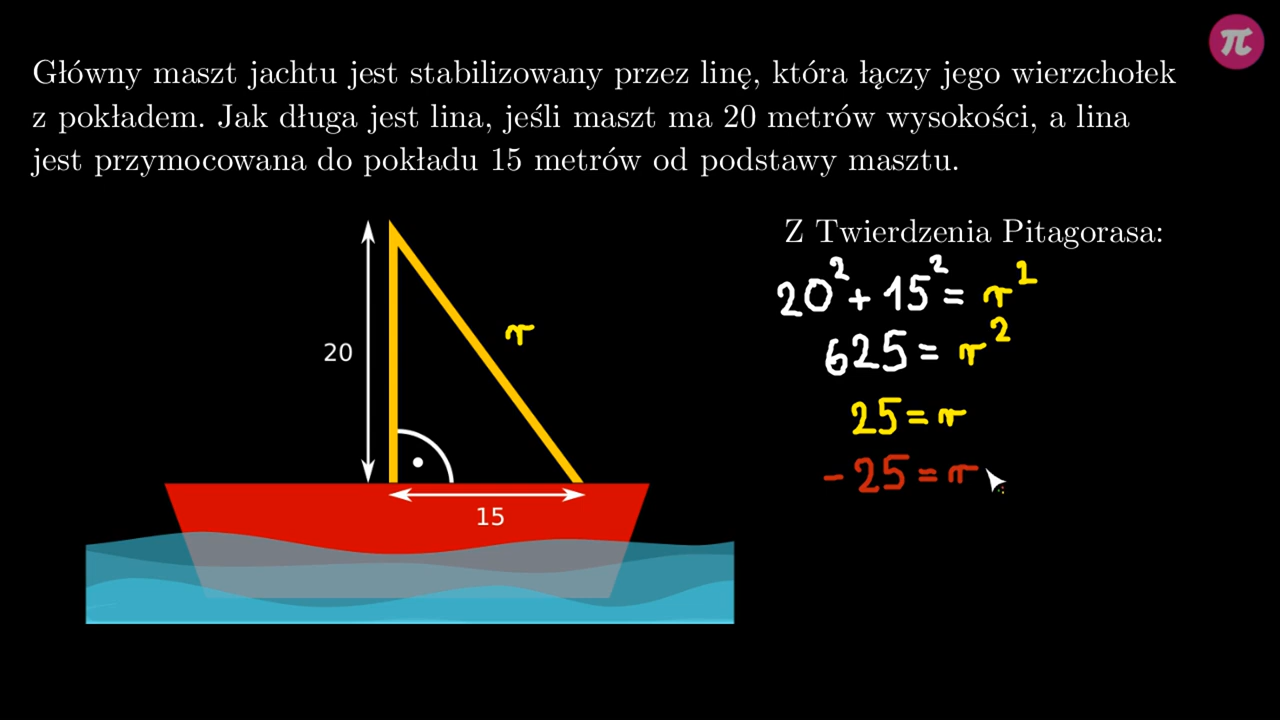 π
Główny maszt jachtu jest stabilizowany przez linę, która łączy jego wierzchołek
z pokładem. Jak długa jest lina, jeśli maszt ma 20 metrów wysokości, a lina
jest przymocowana do pokładu 15 metrów od podstawy masztu.
Z Twierdzenia Pitagorasa:
20² + 15² = r²
625 = r²
25 = r
-25 = r
r
20
15